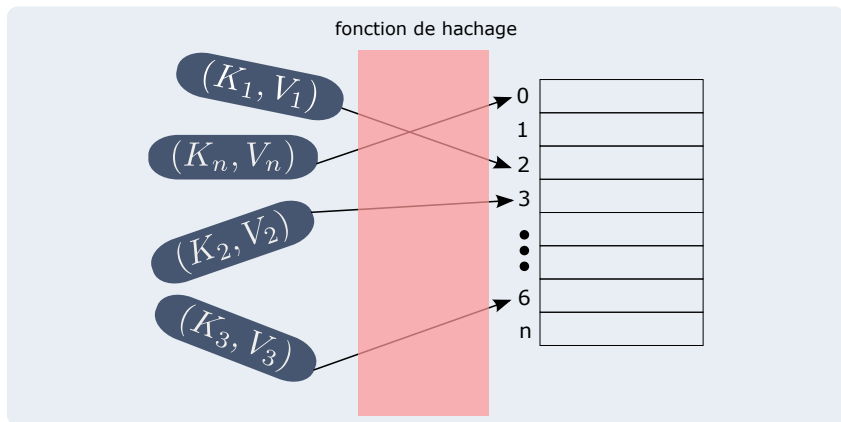 fonction de hachage
(K₁, V₁)
(Kₙ, Vₙ)
(K₂, V₂)
(K₃, V₃)
0
1
2
3
6
n